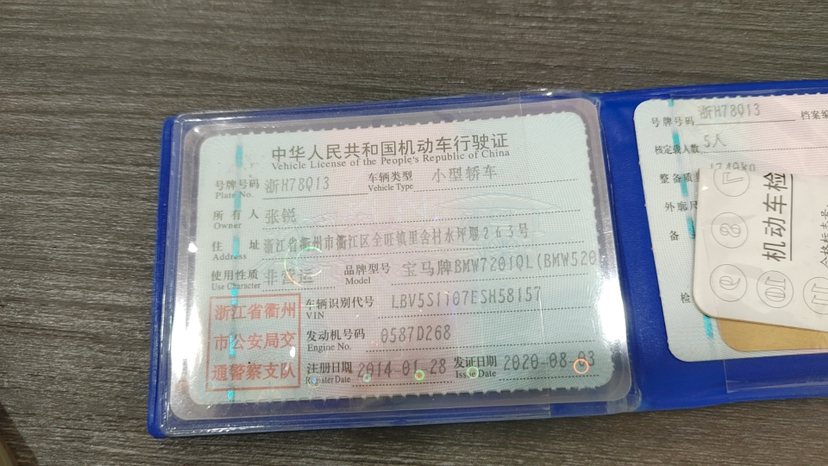 中华人民共和国机动车行驶证
Vehicle License of the People's Republic of China
号牌号码 浙H78Q13 车辆类型 小型轿车
Plate No. Vehicle Type
所有人 张锐
Owner
住址 浙江省衢州市衢江区全旺镇里舍村水坪堰263号
Address
使用性质 非营运 品牌型号 宝马牌BMW7201QL(BMW520
Use Character Model
浙江省衢州
市公安局交
通警察支队
车辆识别代号 LBV5S1107ESH58157
VIN
发动机号码 0587D268
Engine No.
注册日期 2014-01-28 发证日期 2020-08-03
Register Date Issue Date
号牌号码 浙H78Q13 档案编
核定载人数 5人
整备质
外廓尺
备
检
机动车检